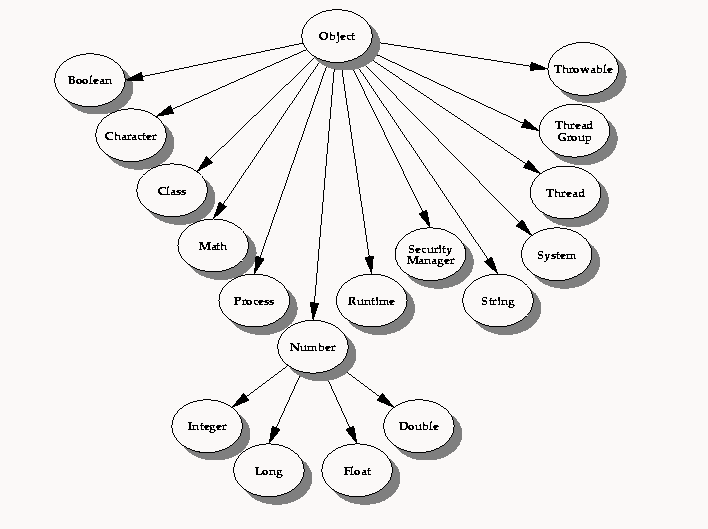 Object
Boolean
Throwable
Character
Thread
Group
Class
Thread
Math
Security
Manager
System
Process
Runtime
String
Number
Integer
Double
Long
Float